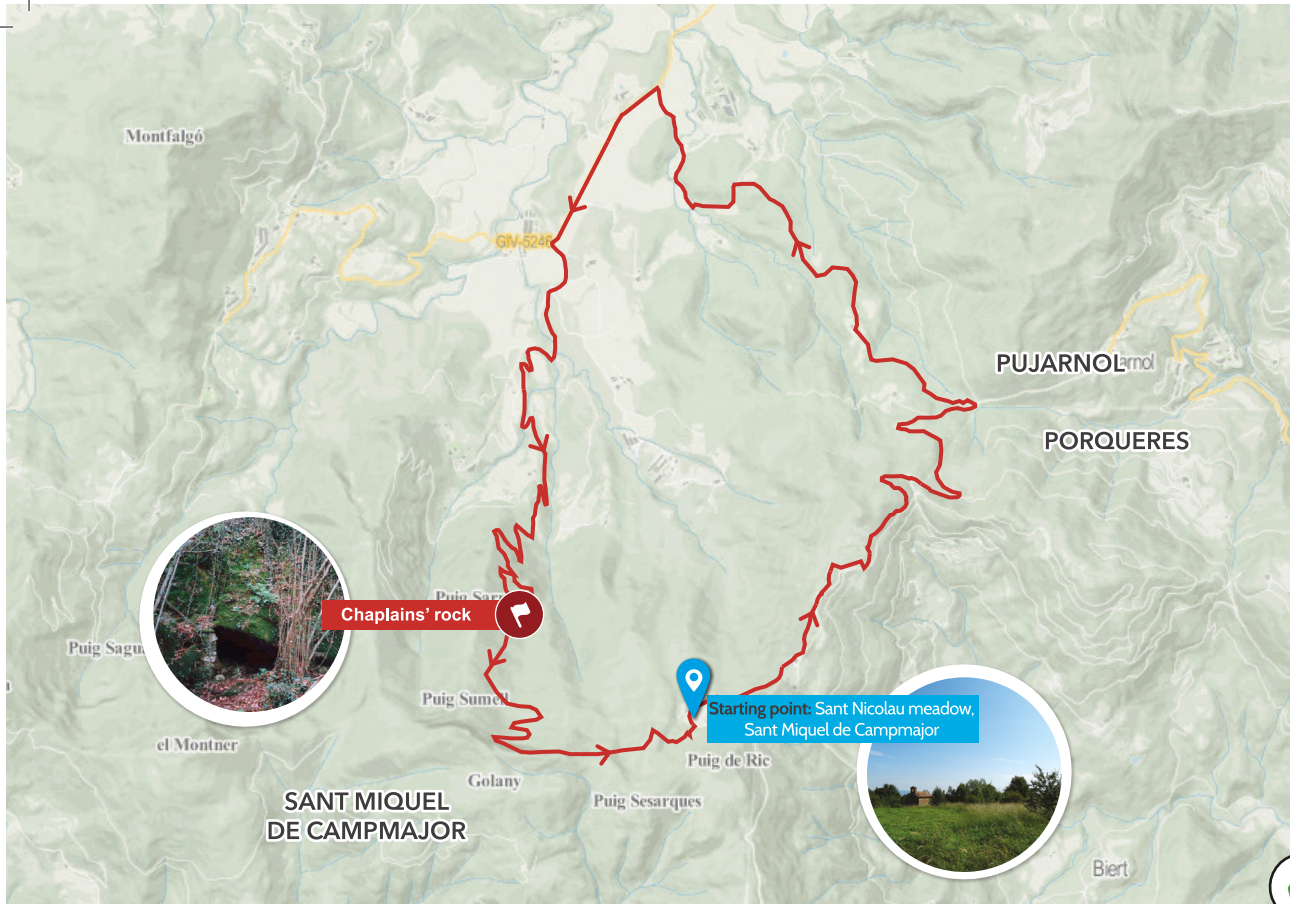 Montfalgó
GIV-5246
PUJARNOL
PORQUERES
Chaplains' rock
Puig
Puig
Puig Sumell
Starting point: Sant Nicolau meadow,
Sant Miquel de Campmajor
el Montner
Puig de Ric
Golany
Puig Sesarques
SANT MIQUEL
DE CAMPMAJOR
Biert